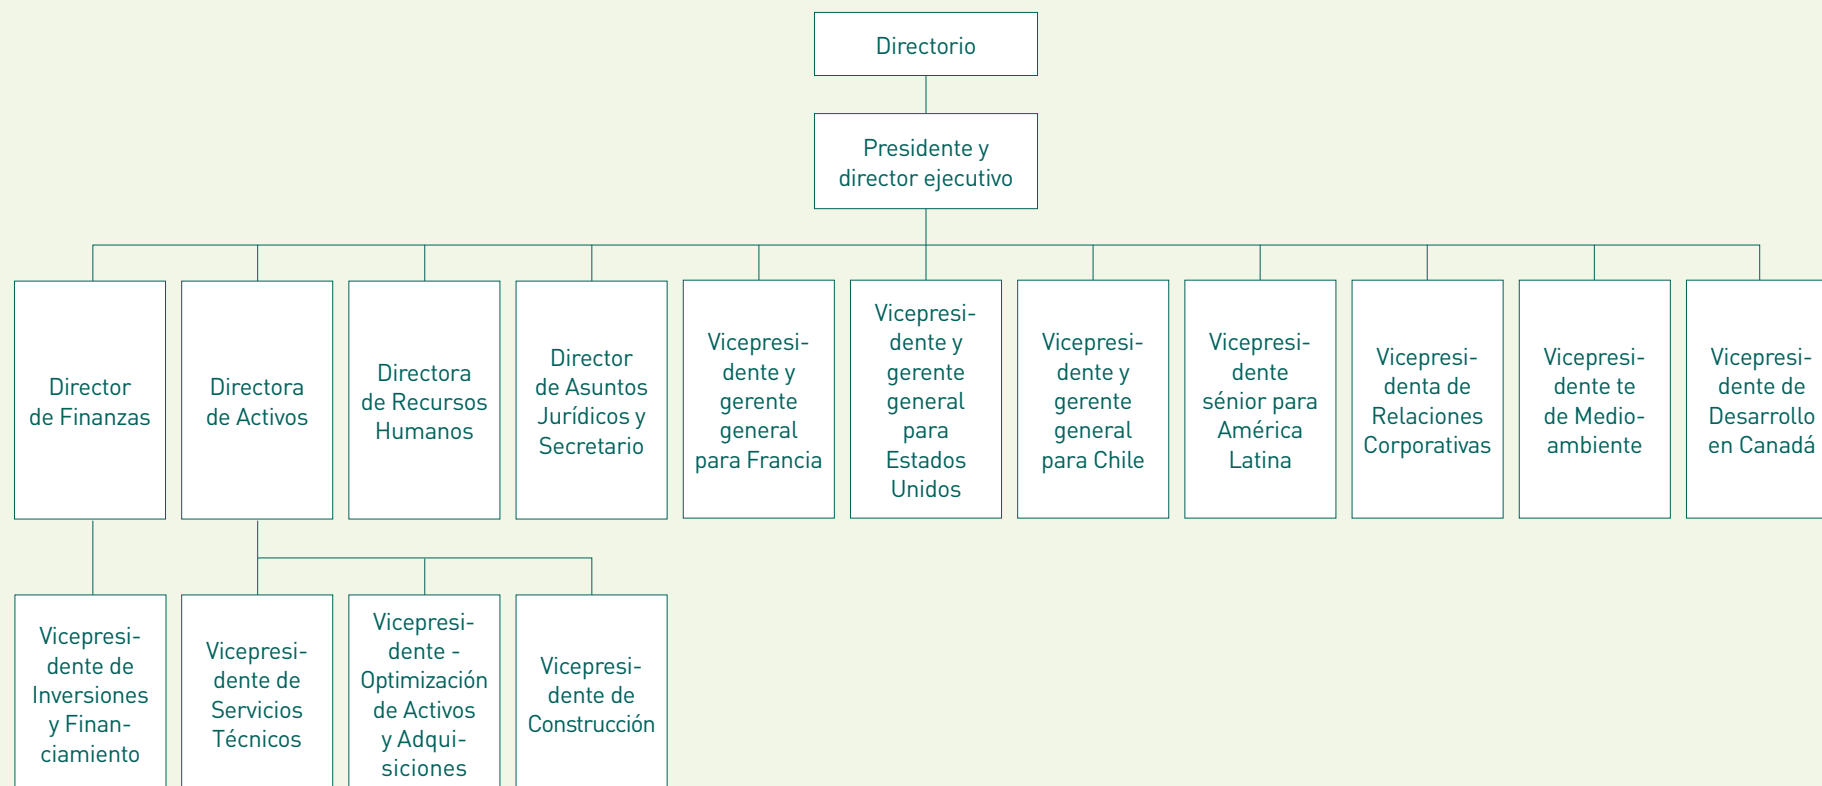 Directorio
Presidente y
director ejecutivo
Director
de Finanzas
Directora
de Activos
Directora
de Recursos
Humanos
Director
de Asuntos
Jurídicos y
Secretario
Vicepresi-
dente y
gerente
general
para Francia
Vicepresi-
dente y
gerente
general
para
Estados
Unidos
Vicepresi-
dente y
gerente
general
para Chile
Vicepresi-
dente
sénior para
América
Latina
Vicepresi-
denta de
Relaciones
Corporativas
Vicepresi-
dente te
de Medio-
ambiente
Vicepresi-
dente de
Desarrollo
en Canadá
Vicepresi-
dente de
Inversiones
y Finan-
ciamiento
Vicepresi-
dente de
Servicios
Técnicos
Vicepresi-
dente -
Optimización
de Activos
y Adqui-
siciones
Vicepresi-
dente de
Construcción